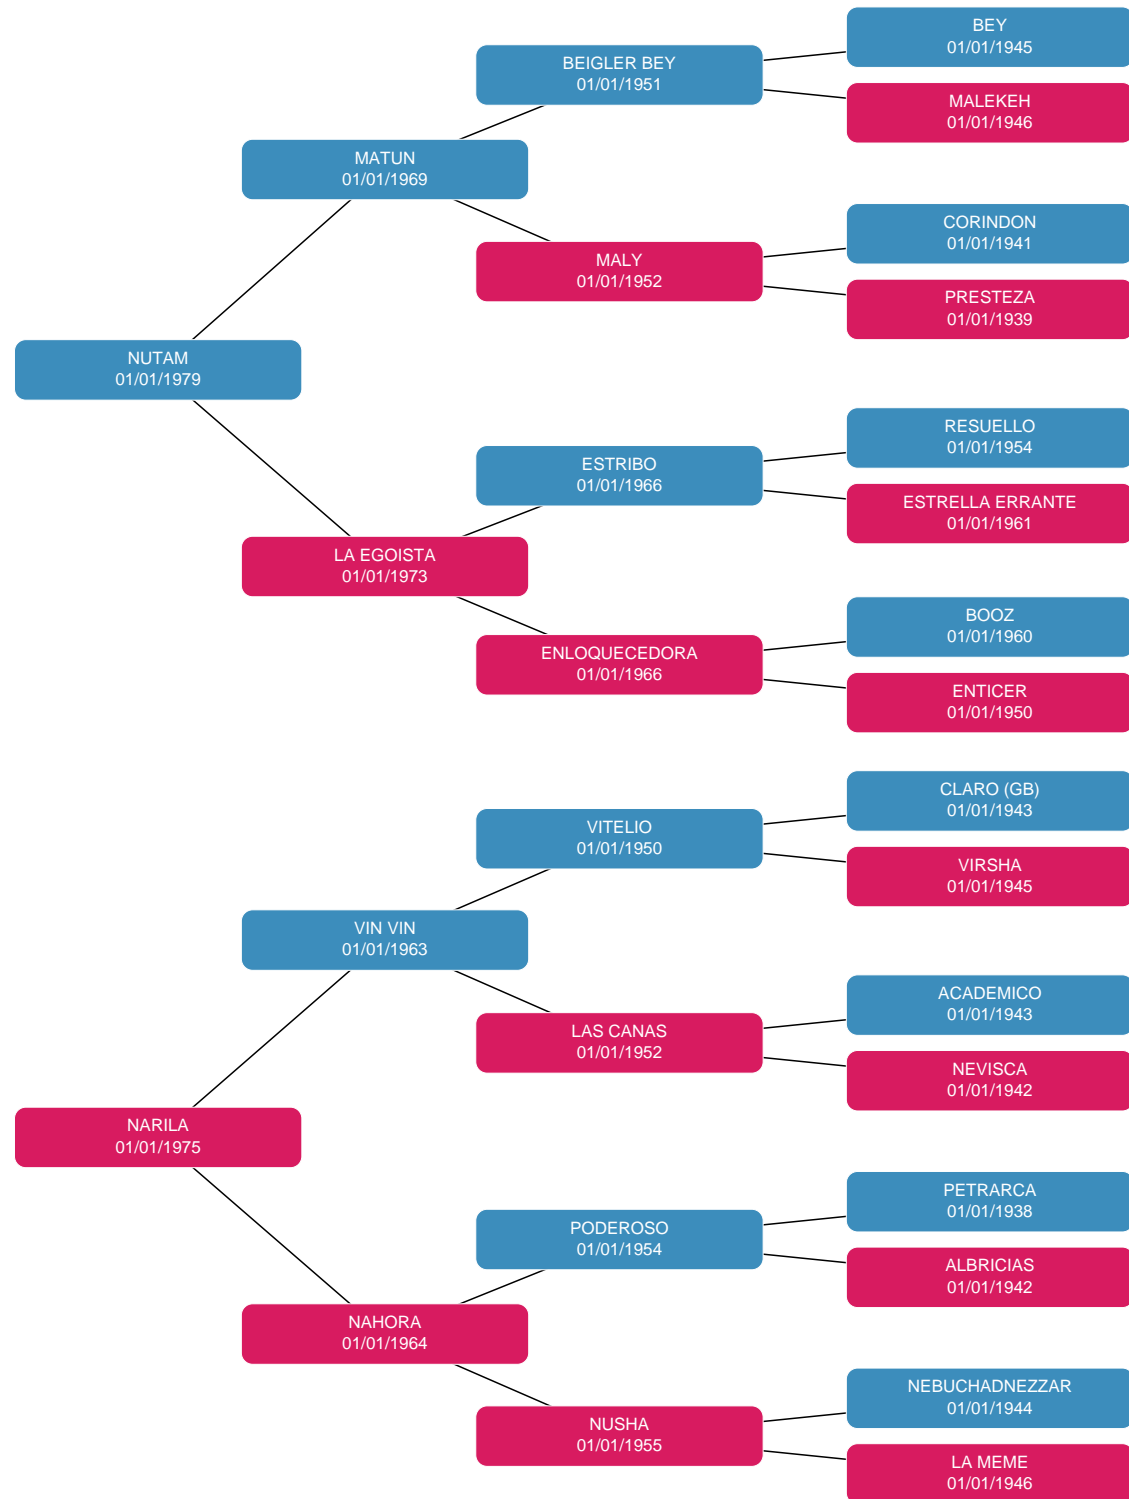 BEY
01/01/1945
BEIGLER BEY
01/01/1951
MALEKEH
01/01/1946
MATUN
01/01/1969
CORINDON
01/01/1941
MALY
01/01/1952
PRESTEZA
01/01/1939
NUTAM
01/01/1979
RESUELLO
01/01/1954
ESTRIBO
01/01/1966
ESTRELLA ERRANTE
01/01/1961
LA EGOISTA
01/01/1973
BOOZ
01/01/1960
ENLOQUECEDORA
01/01/1966
ENTICER
01/01/1950
CLARO (GB)
01/01/1943
VITELIO
01/01/1950
VIRSHA
01/01/1945
VIN VIN
01/01/1963
ACADEMICO
01/01/1943
LAS CANAS
01/01/1952
NEVISCA
01/01/1942
NARILA
01/01/1975
PETRARCA
01/01/1938
PODEROSO
01/01/1954
ALBRICIAS
01/01/1942
NAHORA
01/01/1964
NEBUCHADNEZZAR
01/01/1944
NUSHA
01/01/1955
LA MEME
01/01/1946